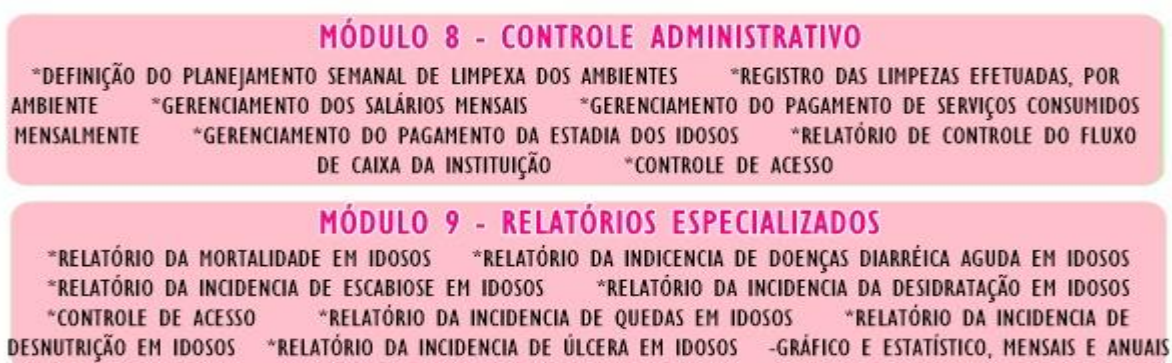 MÓDULO 8 - CONTROLE ADMINISTRATIVO
*DEFINIÇÃO DO PLANEJAMENTO SEMANAL DE LIMPEXA DOS AMBIENTES *REGISTRO DAS LIMPEZAS EFETUADAS, POR
AMBIENTE *GERENCIAMENTO DOS SALÁRIOS MENSAIS *GERENCIAMENTO DO PAGAMENTO DE SERVIÇOS CONSUMIDOS
MENSALMENTE *GERENCIAMENTO DO PAGAMENTO DA ESTADIA DOS IDOSOS *RELATÓRIO DE CONTROLE DO FLUXO
DE CAIXA DA INSTITUIÇÃO *CONTROLE DE ACESSO
MÓDULO 9 - RELATÓRIOS ESPECIALIZADOS
*RELATÓRIO DA MORTALIDADE EM IDOSOS *RELATÓRIO DA INDICENCIA DE DOENÇAS DIARRÉICA AGUDA EM IDOSOS
*RELATÓRIO DA INCIDENCIA DE ESCABIOSE EM IDOSOS *RELATÓRIO DA INCIDENCIA DA DESIDRATAÇÃO EM IDOSOS
*CONTROLE DE ACESSO *RELATÓRIO DA INCIDENCIA DE QUEDAS EM IDOSOS *RELATÓRIO DA INCIDENCIA DE
DESNUTRIÇÃO EM IDOSOS *RELATÓRIO DA INCIDENCIA DE ÚLCERA EM IDOSOS -GRÁFICO E ESTATÍSTICO, MENSAIS E ANUAIS